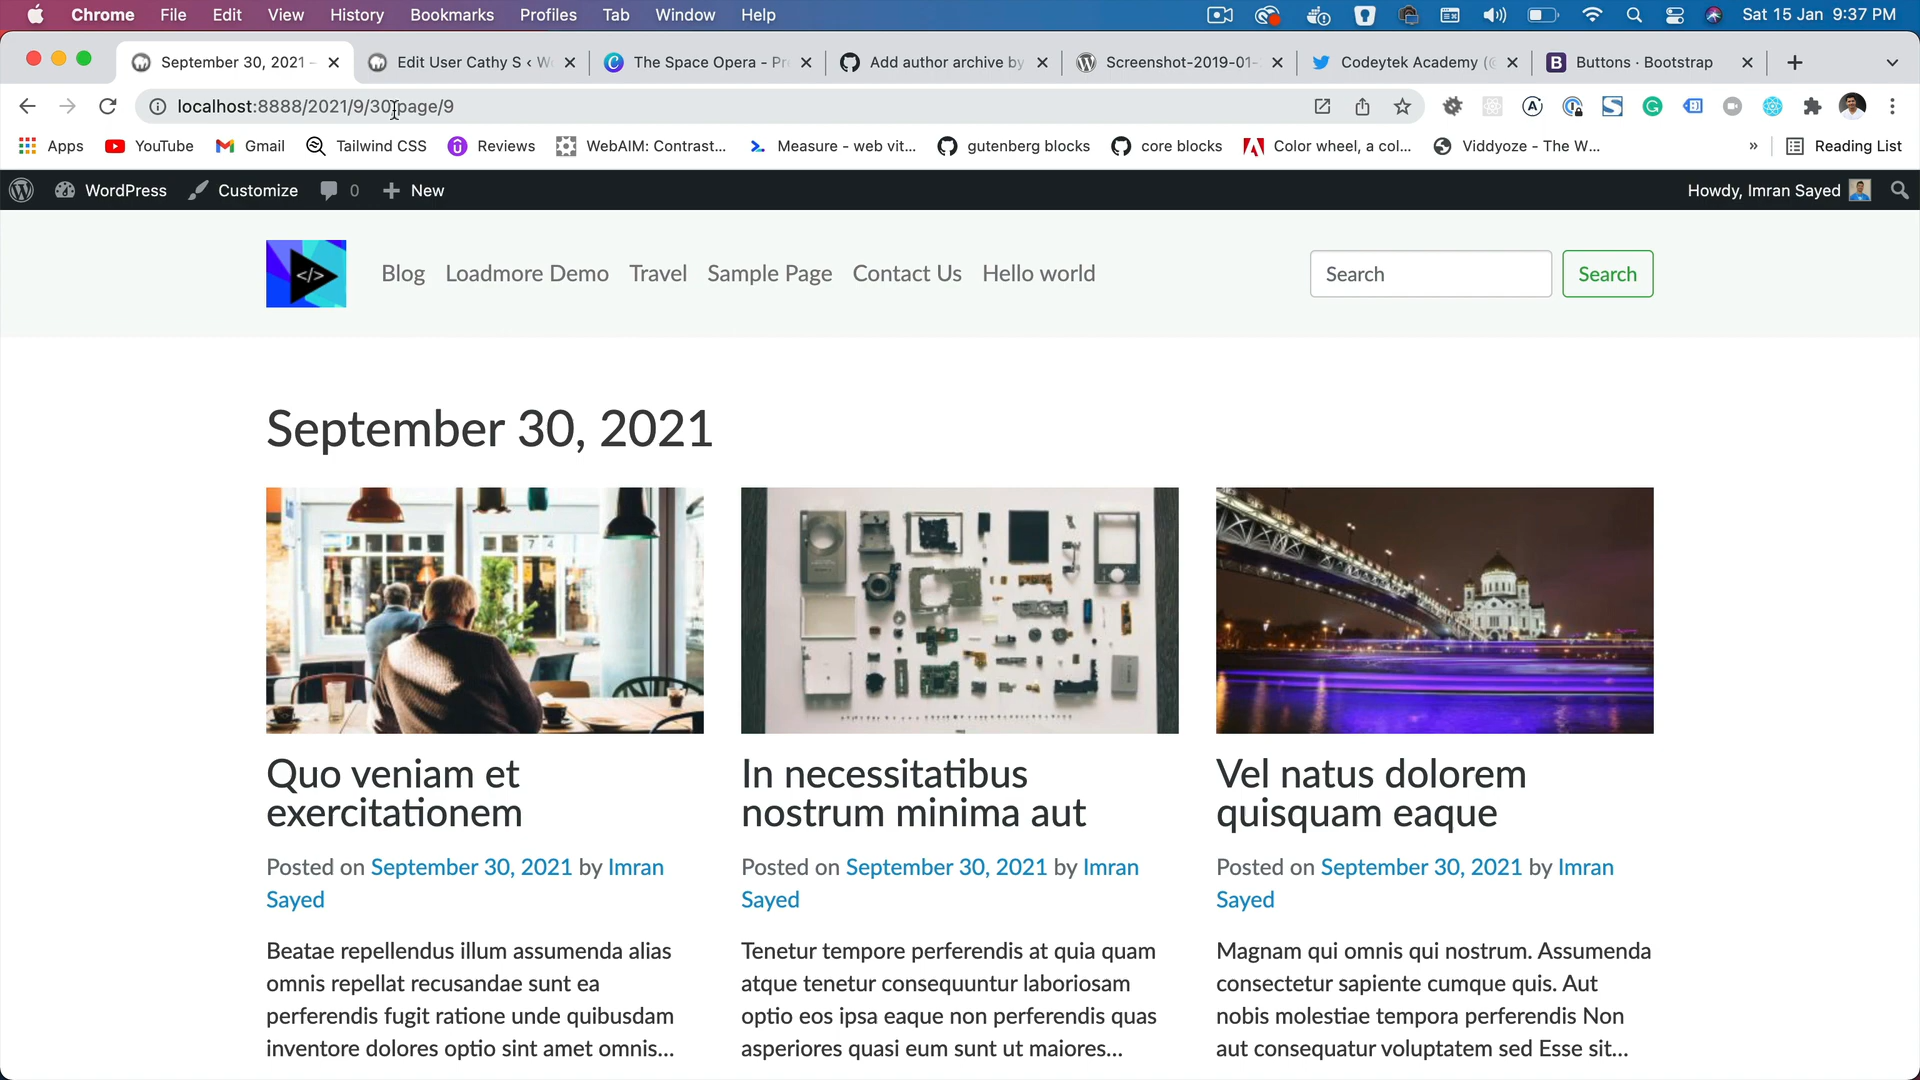 Chrome File Edit View History Bookmarks Profiles Tab Window Help Sat 15 Jan 9:37 PM
September 30, 2021 – Edit User Cathy S ‹ W The Space Opera - Pr Add author archive by Screenshot-2019-01- Codeytek Academy ( Buttons · Bootstrap
localhost:8888/2021/9/30/page/9
Apps YouTube Gmail Tailwind CSS Reviews WebAIM: Contrast... Measure - web vit... gutenberg blocks core blocks Color wheel, a col... Viddyoze - The W... » Reading List
WordPress Customize 0 New Howdy, Imran Sayed
</> Blog Loadmore Demo Travel Sample Page Contact Us Hello world Search Search
September 30, 2021
Quo veniam et
exercitationem
Posted on September 30, 2021 by Imran
Sayed
Beatae repellendus illum assumenda alias
omnis repellat recusandae sunt ea
perferendis fugit ratione unde quibusdam
inventore dolores optio sint amet omnis...
In necessitatibus
nostrum minima aut
Posted on September 30, 2021 by Imran
Sayed
Tenetur tempore perferendis at quia quam
atque tenetur consequuntur laboriosam
optio eos ipsa eaque non perferendis quas
asperiores quasi eum sunt ut maiores...
Vel natus dolorem
quisquam eaque
Posted on September 30, 2021 by Imran
Sayed
Magnam qui omnis qui nostrum. Assumenda
consectetur sapiente cumque quis. Aut
nobis molestiae tempora perferendis Non
aut consequatur voluptatem sed Esse sit...